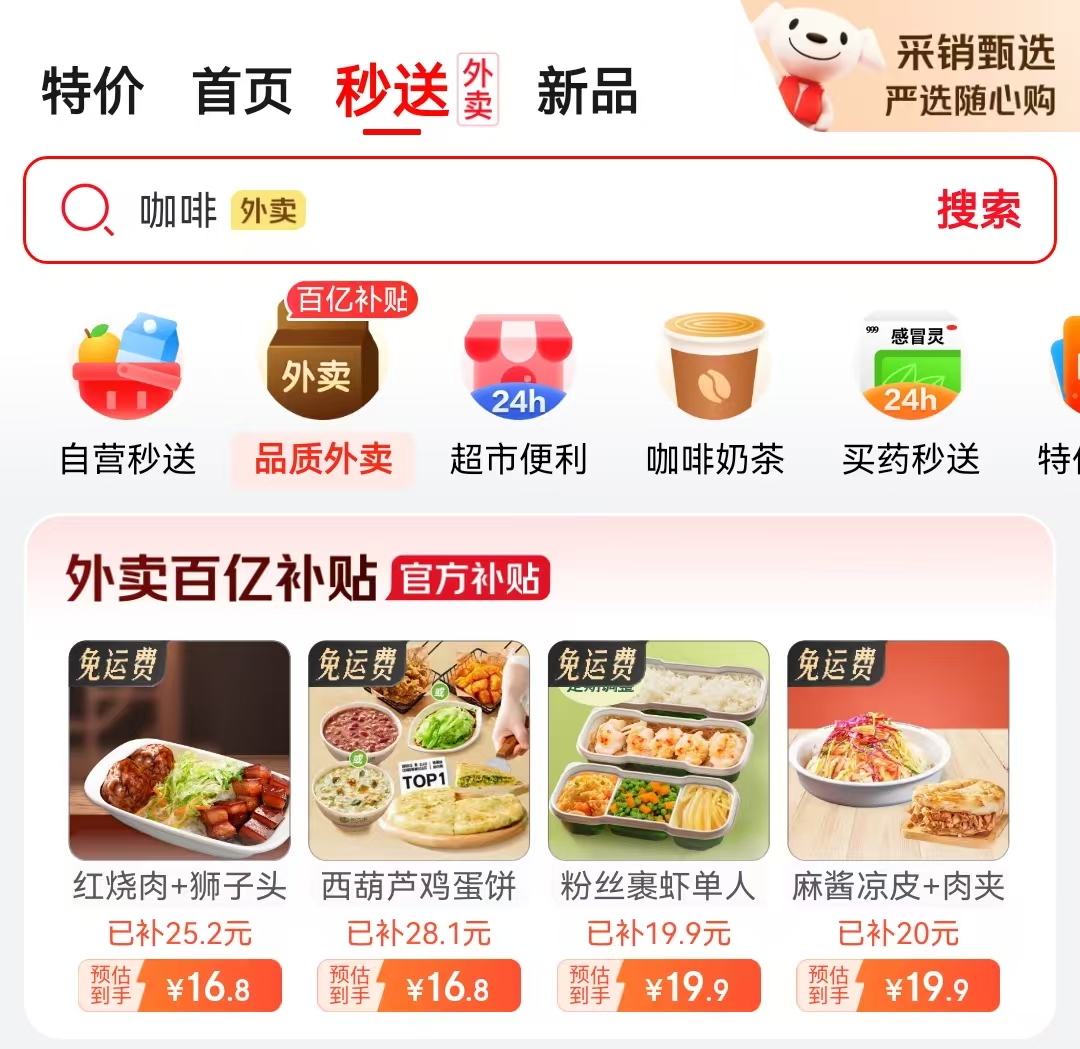 采销甄选
严选随心购
特价 首页 秒送 外卖 新品
咖啡 外卖 搜索
百亿补贴
外卖
24h
999 感冒灵
24h
自营秒送 品质外卖 超市便利 咖啡奶茶 买药秒送 特
外卖百亿补贴 官方补贴
免运费 免运费 免运费 免运费
定期调整
或
或
TOP1
红烧肉+狮子头 西葫芦鸡蛋饼 粉丝裹虾单人 麻酱凉皮+肉夹
已补25.2元 已补28.1元 已补19.9元 已补20元
预估到手 ¥16.8 预估到手 ¥16.8 预估到手 ¥19.9 预估到手 ¥19.9